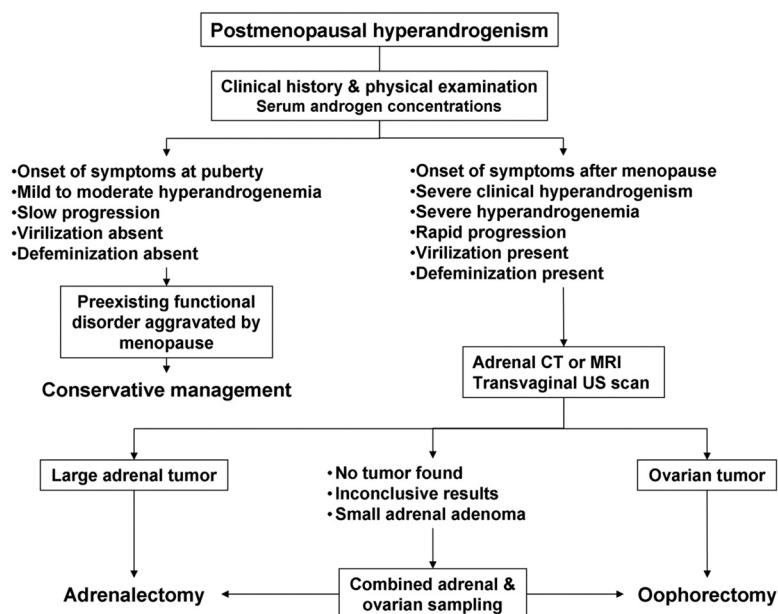 Postmenopausal hyperandrogenism
Clinical history & physical examination
Serum androgen concentrations
•Onset of symptoms at puberty
•Mild to moderate hyperandrogenemia
•Slow progression
•Virilization absent
•Defeminization absent
•Onset of symptoms after menopause
•Severe clinical hyperandrogenism
•Severe hyperandrogenemia
•Rapid progression
•Virilization present
•Defeminization present
Preexisting functional
disorder aggravated by
menopause
Conservative management
Adrenal CT or MRI
Transvaginal US scan
Large adrenal tumor
•No tumor found
•Inconclusive results
•Small adrenal adenoma
Ovarian tumor
Adrenalectomy
Combined adrenal &
ovarian sampling
Oophorectomy